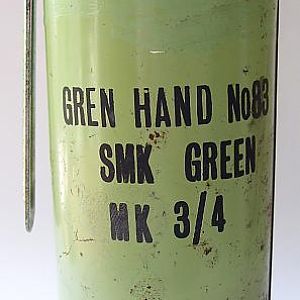 GREN HAND No83
SMK GREEN
MK 3/4